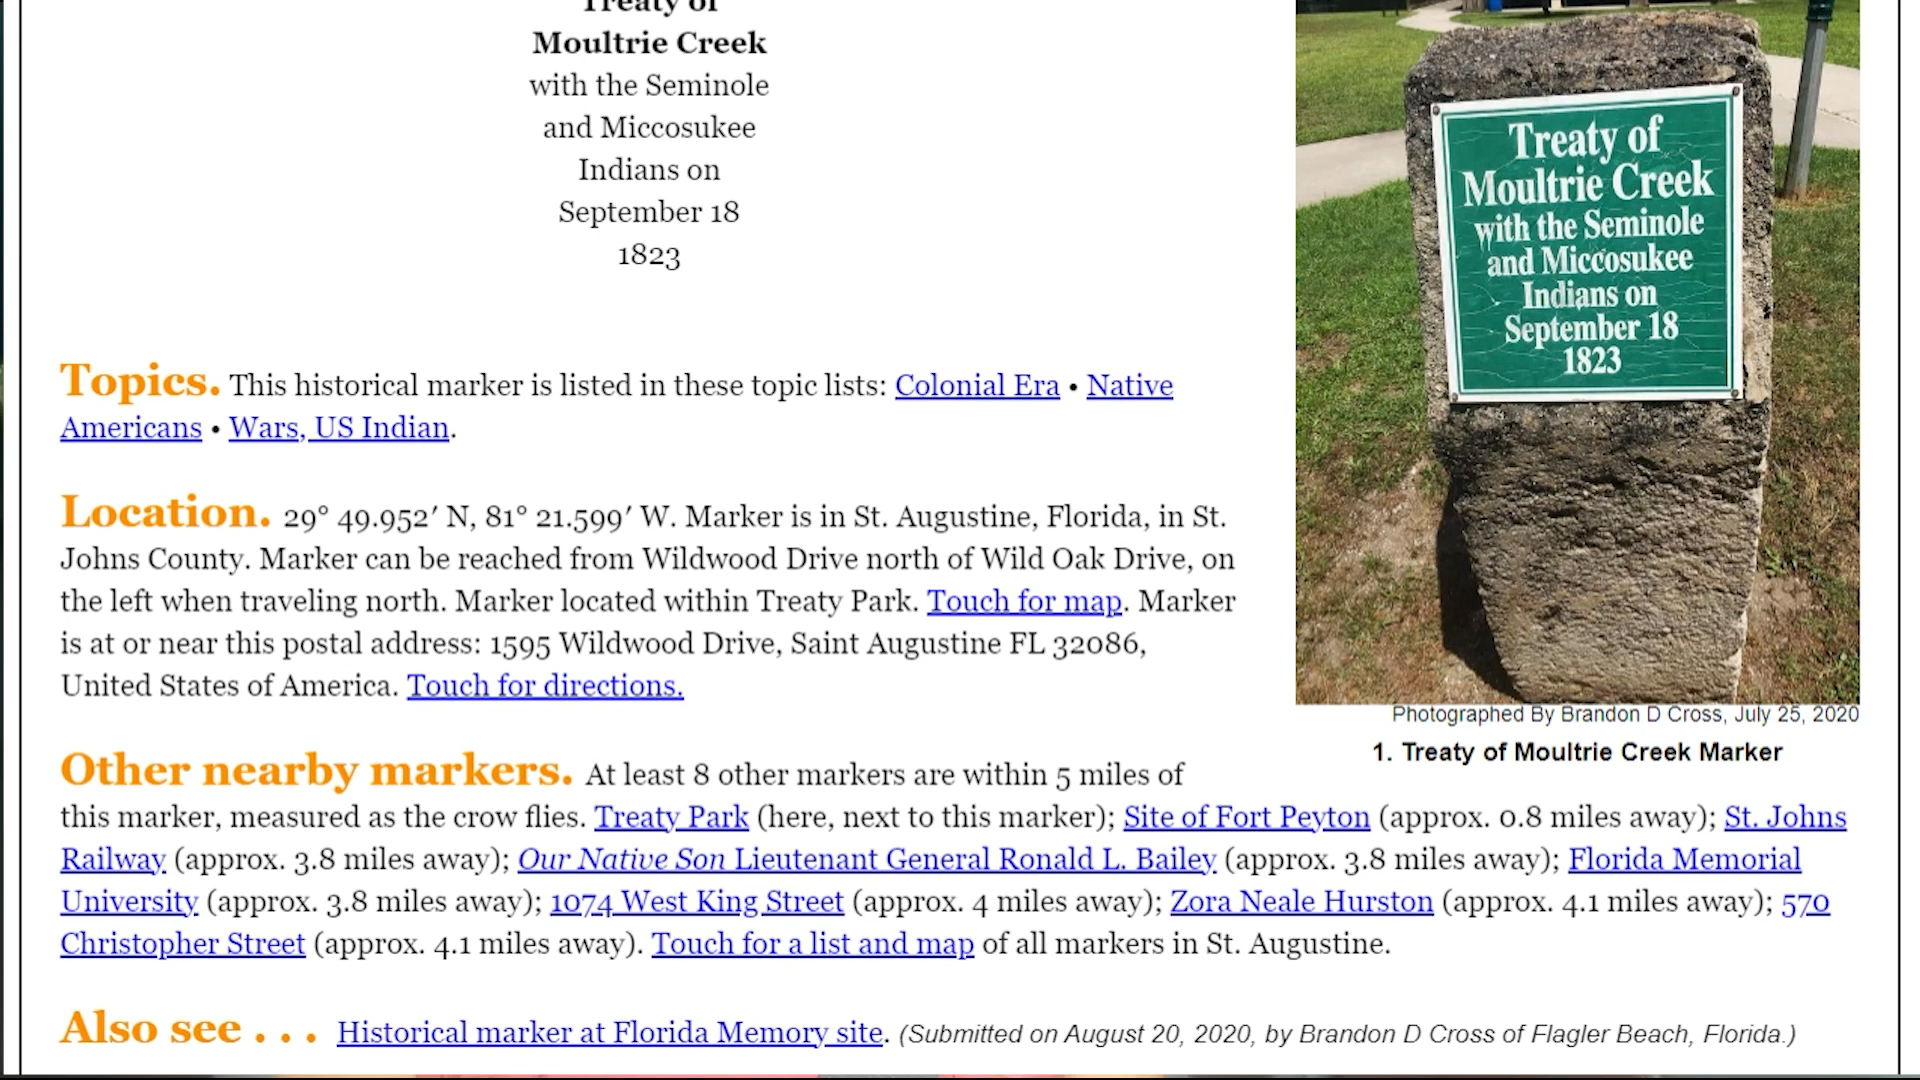 Treaty of
Moultrie Creek
with the Seminole
and Miccosukee
Indians on
September 18
1823
Topics. This historical marker is listed in these topic lists: Colonial Era • Native
Americans • Wars, US Indian.
Location. 29° 49.952′ N, 81° 21.599′ W. Marker is in St. Augustine, Florida, in St.
Johns County. Marker can be reached from Wildwood Drive north of Wild Oak Drive, on
the left when traveling north. Marker located within Treaty Park. Touch for map. Marker
is at or near this postal address: 1595 Wildwood Drive, Saint Augustine FL 32086,
United States of America. Touch for directions.
Treaty of
Moultrie Creek
with the Seminole
and Miccosukee
Indians on
September 18
1823
Photographed By Brandon D Cross, July 25, 2020
1. Treaty of Moultrie Creek Marker
Other nearby markers. At least 8 other markers are within 5 miles of
this marker, measured as the crow flies. Treaty Park (here, next to this marker); Site of Fort Peyton (approx. 0.8 miles away); St. Johns
Railway (approx. 3.8 miles away); Our Native Son Lieutenant General Ronald L. Bailey (approx. 3.8 miles away); Florida Memorial
University (approx. 3.8 miles away); 1074 West King Street (approx. 4 miles away); Zora Neale Hurston (approx. 4.1 miles away); 570
Christopher Street (approx. 4.1 miles away). Touch for a list and map of all markers in St. Augustine.
Also see . . . Historical marker at Florida Memory site. (Submitted on August 20, 2020, by Brandon D Cross of Flagler Beach, Florida.)